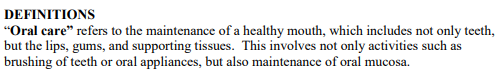 DEFINITIONS
“Oral care” refers to the maintenance of a healthy mouth, which includes not only teeth,
but the lips, gums, and supporting tissues.  This involves not only activities such as
brushing of teeth or oral appliances, but also maintenance of oral mucosa.